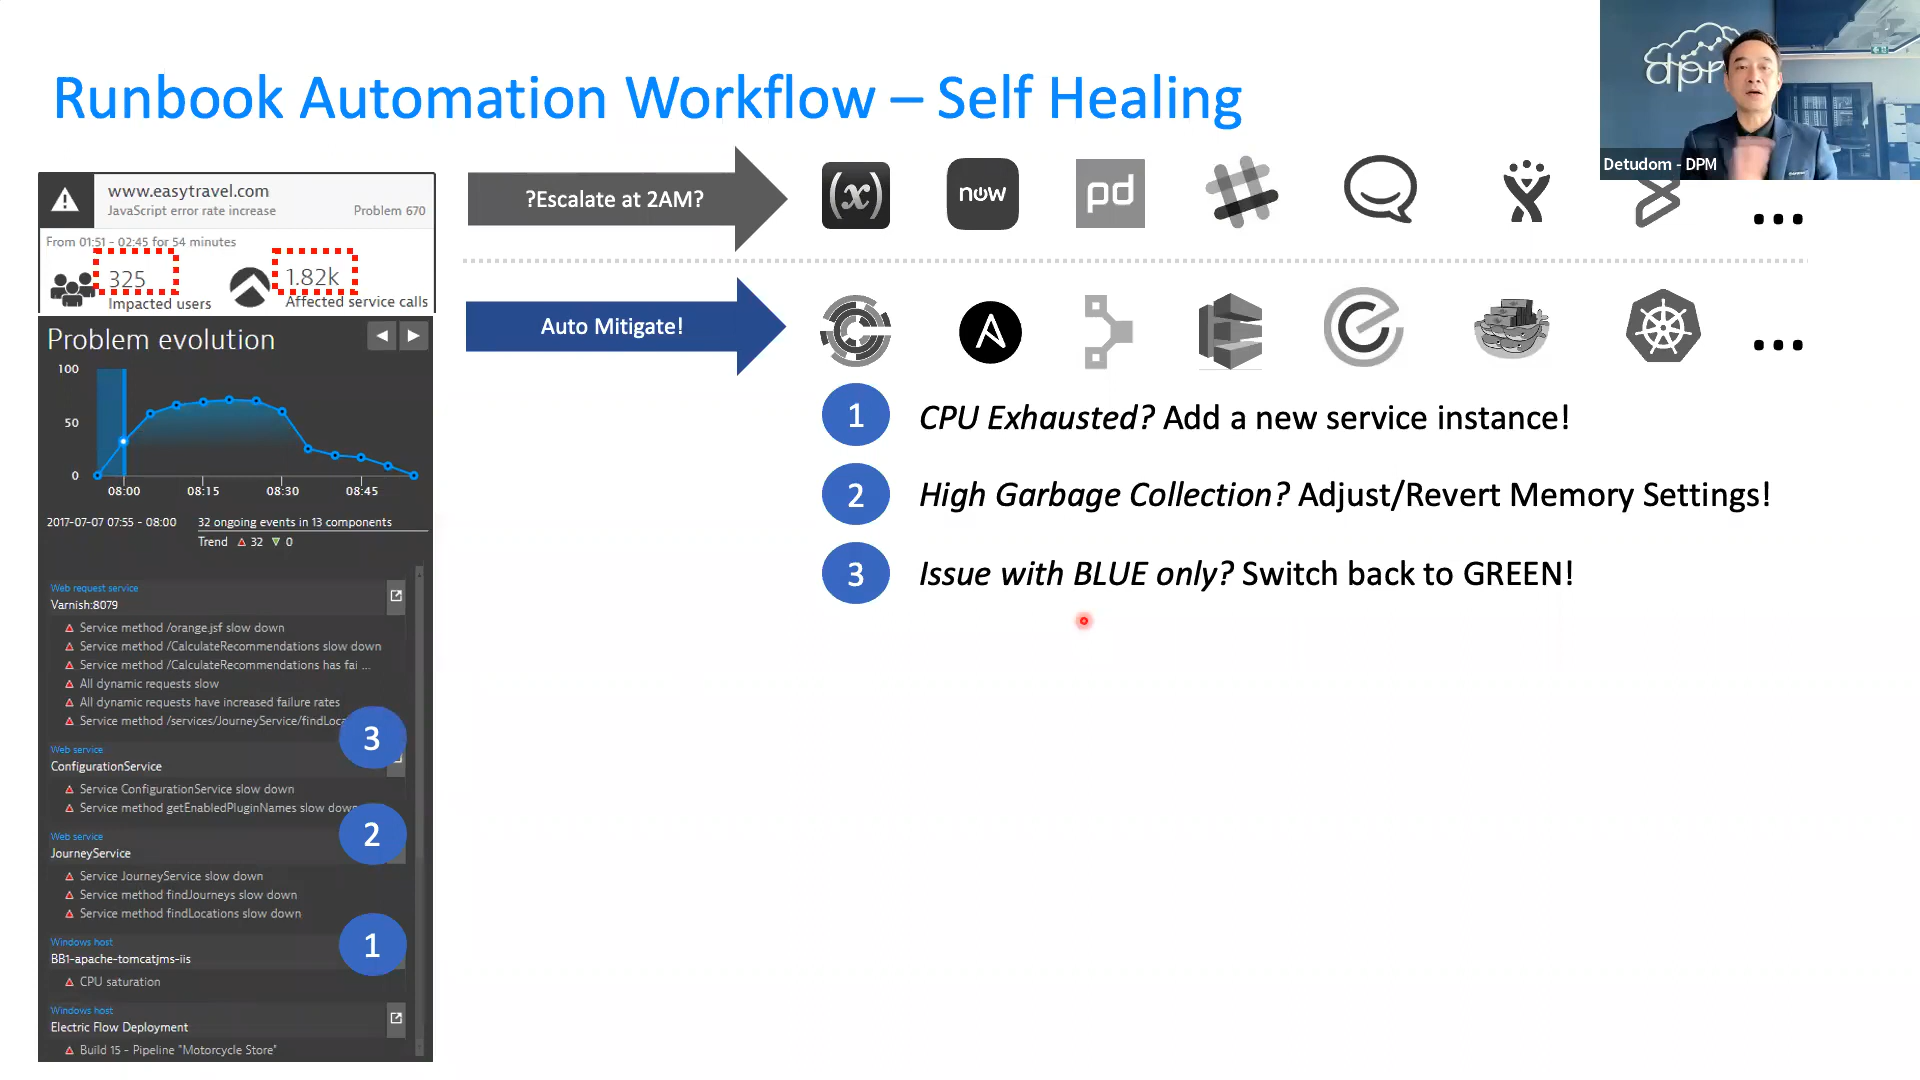 Runbook Automation Workflow – Self Healing
dpm
Detudom - DPM
www.easytravel.com
JavaScript error rate increase
Problem 670
From 01:51 - 02:45 for 54 minutes
325
Impacted users
1.82k
Affected service calls
?Escalate at 2AM?
(x)
now
pd
...
Auto Mitigate!
...
Problem evolution
100
50
0
08:00
08:15
08:30
08:45
2017-07-07 07:55 - 08:00
32 ongoing events in 13 components
Trend 32 0
Web request service
Varnish:8079
Service method /orange.jsf slow down
Service method /CalculateRecommendations slow down
Service method /CalculateRecommendations has fai ...
All dynamic requests slow
All dynamic requests have increased failure rates
Service method /services/JourneyService/findLoca
3
Web service
ConfigurationService
Service ConfigurationService slow down
Service method getEnabledPluginNames slow down
2
Web service
JourneyService
Service JourneyService slow down
Service method findJourneys slow down
Service method findLocations slow down
1
Windows host
BB1-apache-tomcatjms-iis
CPU saturation
Windows host
Electric Flow Deployment
Build 15 - Pipeline "Motorcycle Store"
1 CPU Exhausted? Add a new service instance!
2 High Garbage Collection? Adjust/Revert Memory Settings!
3 Issue with BLUE only? Switch back to GREEN!